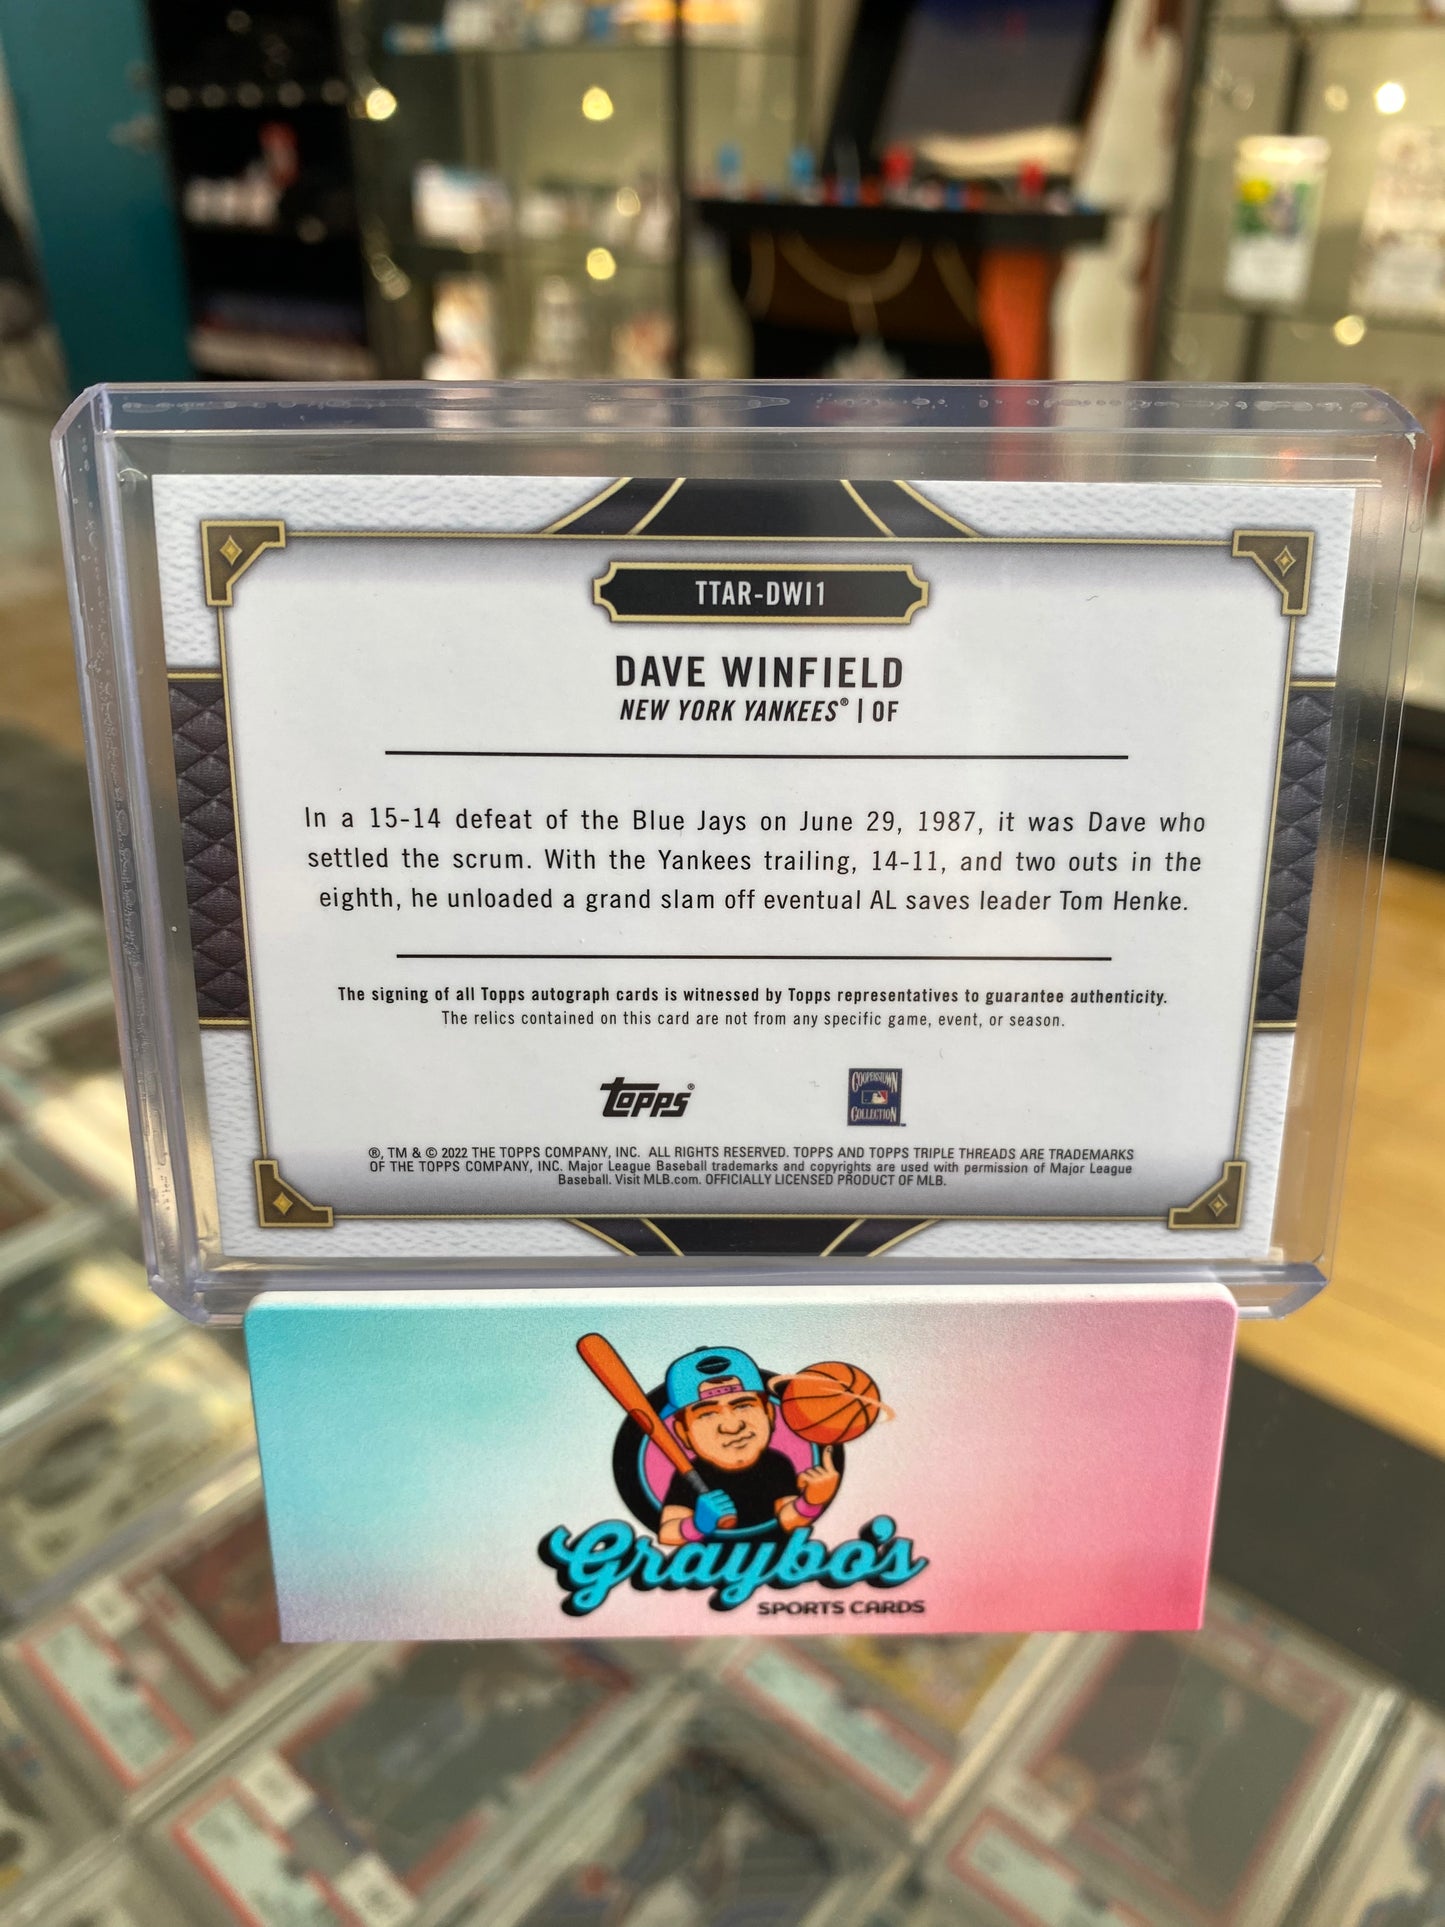 TTAR-DWI1
DAVE WINFIELD
NEW YORK YANKEES® | OF
In a 15-14 defeat of the Blue Jays on June 29, 1987, it was Dave who
settled the scrum. With the Yankees trailing, 14-11, and two outs in the
eighth, he unloaded a grand slam off eventual AL saves leader Tom Henke.
The signing of all Topps autograph cards is witnessed by Topps representatives to guarantee authenticity.
The relics contained on this card are not from any specific game, event, or season.
Topps®
COOPERSTOWN
COLLECTION
®, TM & © 2022 THE TOPPS COMPANY, INC. ALL RIGHTS RESERVED. TOPPS AND TOPPS TRIPLE THREADS ARE TRADEMARKS
OF THE TOPPS COMPANY, INC. Major League Baseball trademarks and copyrights are used with permission of Major League
Baseball. Visit MLB.com. OFFICIALLY LICENSED PRODUCT OF MLB.
Graybo's
SPORTS CARDS